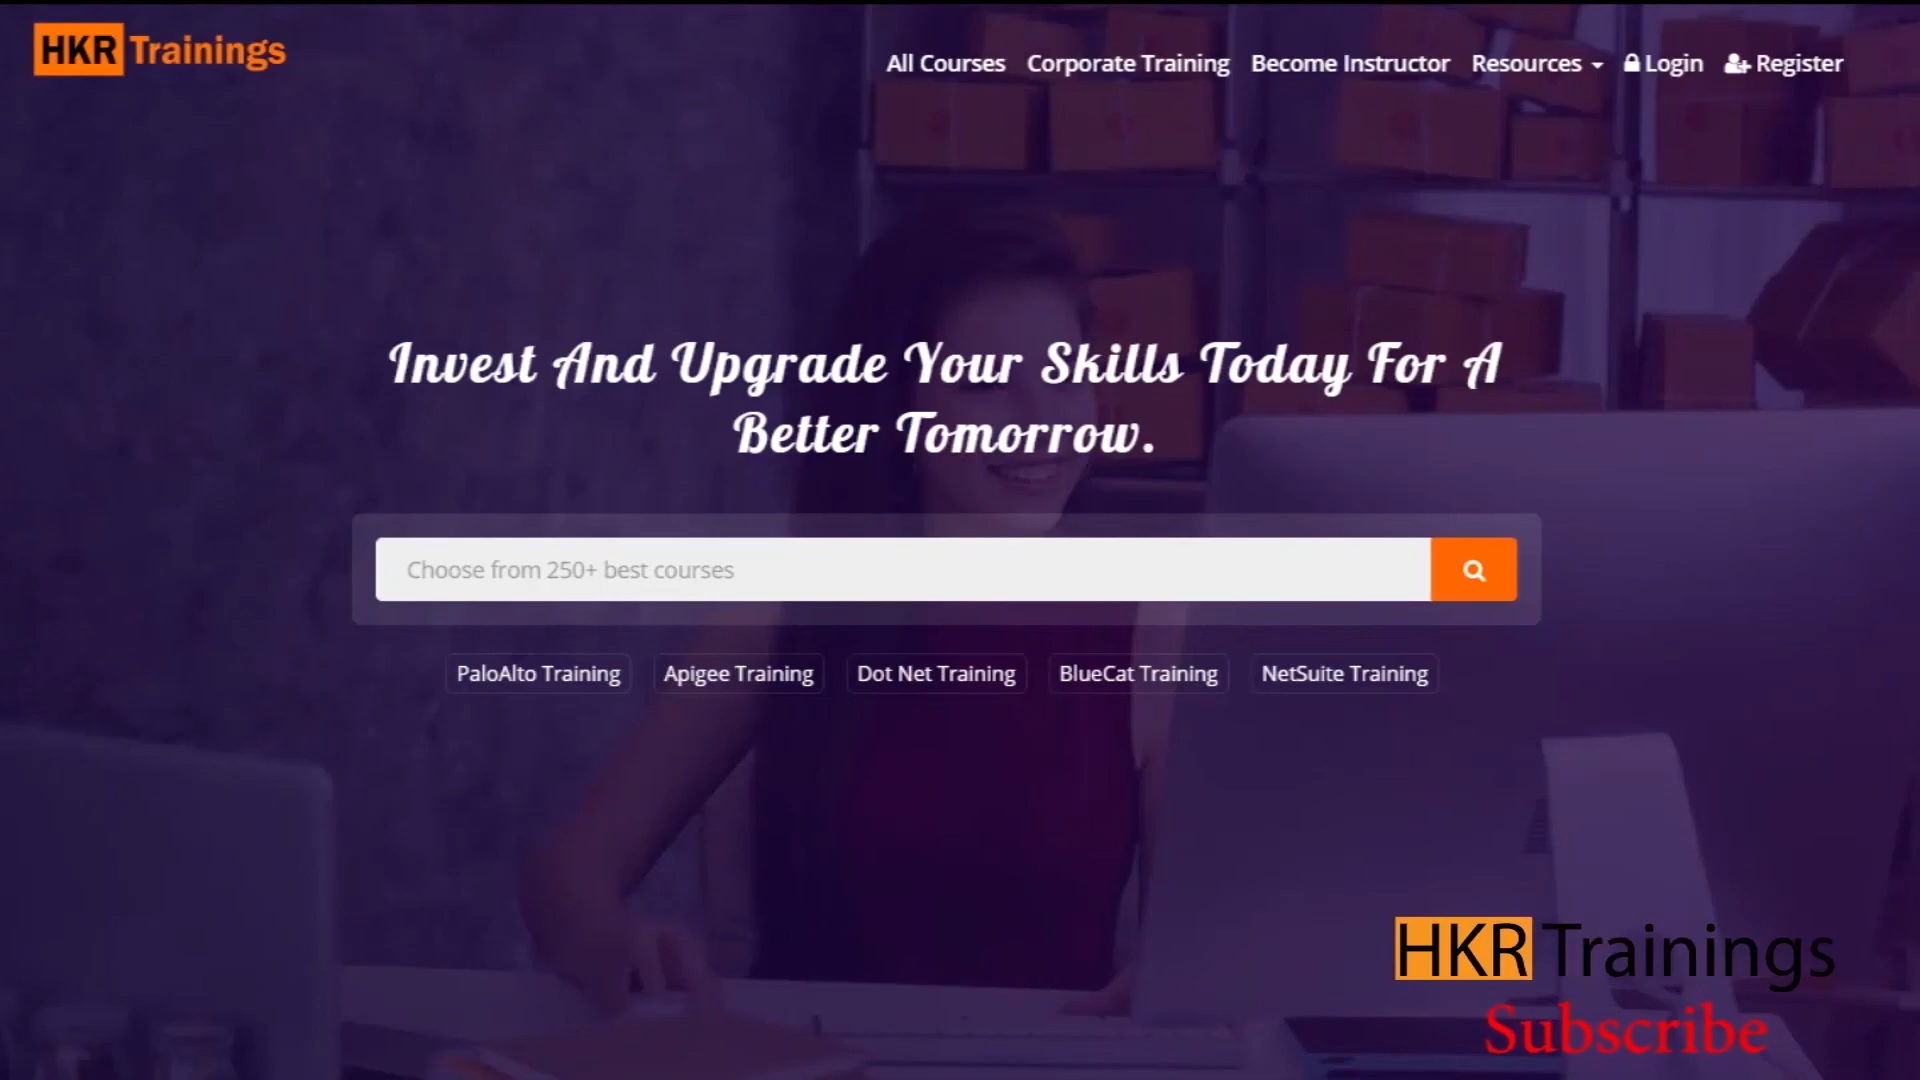 HKR Trainings
All Courses Corporate Training Become Instructor Resources Login Register
Invest And Upgrade Your Skills Today For A
Better Tomorrow.
Choose from 250+ best courses
PaloAlto Training Apigee Training Dot Net Training BlueCat Training NetSuite Training
HKR Trainings
Subscribe